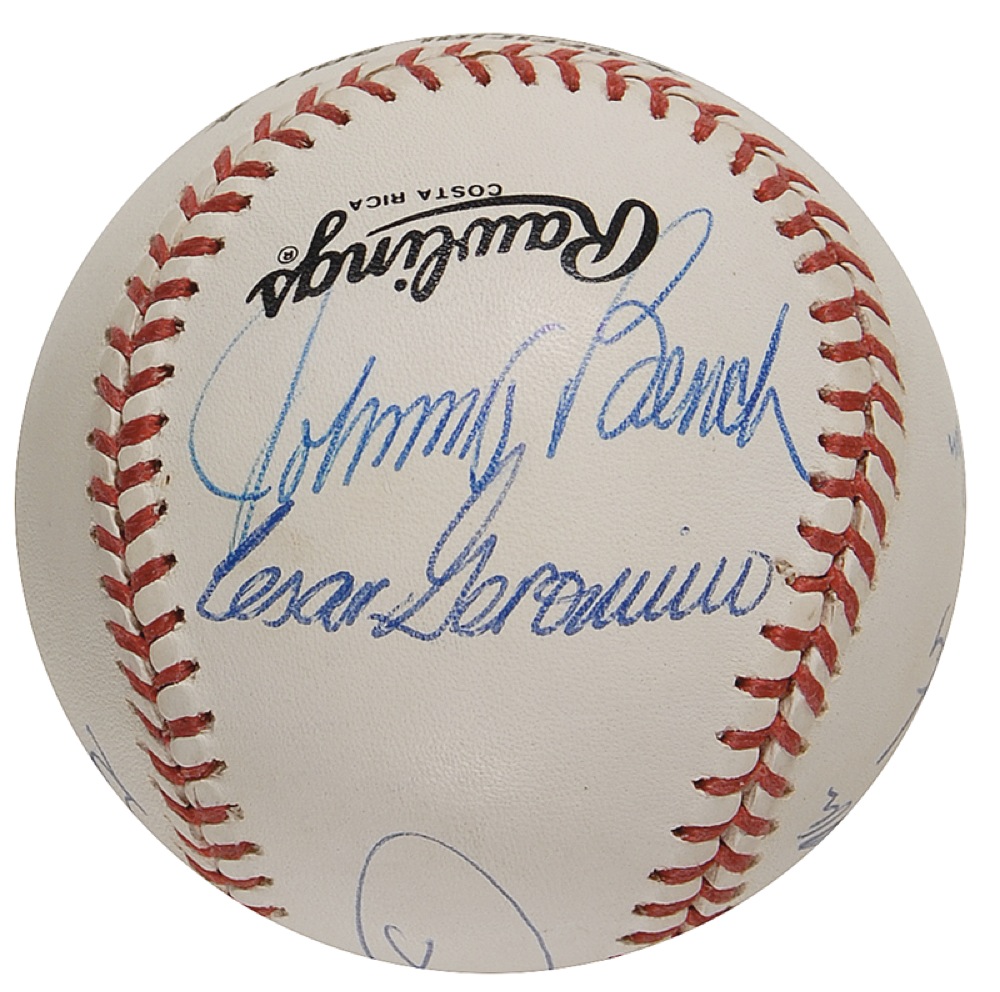 COSTA RICA
Rawlings®
Johnny Bench
Cesar Geronimo